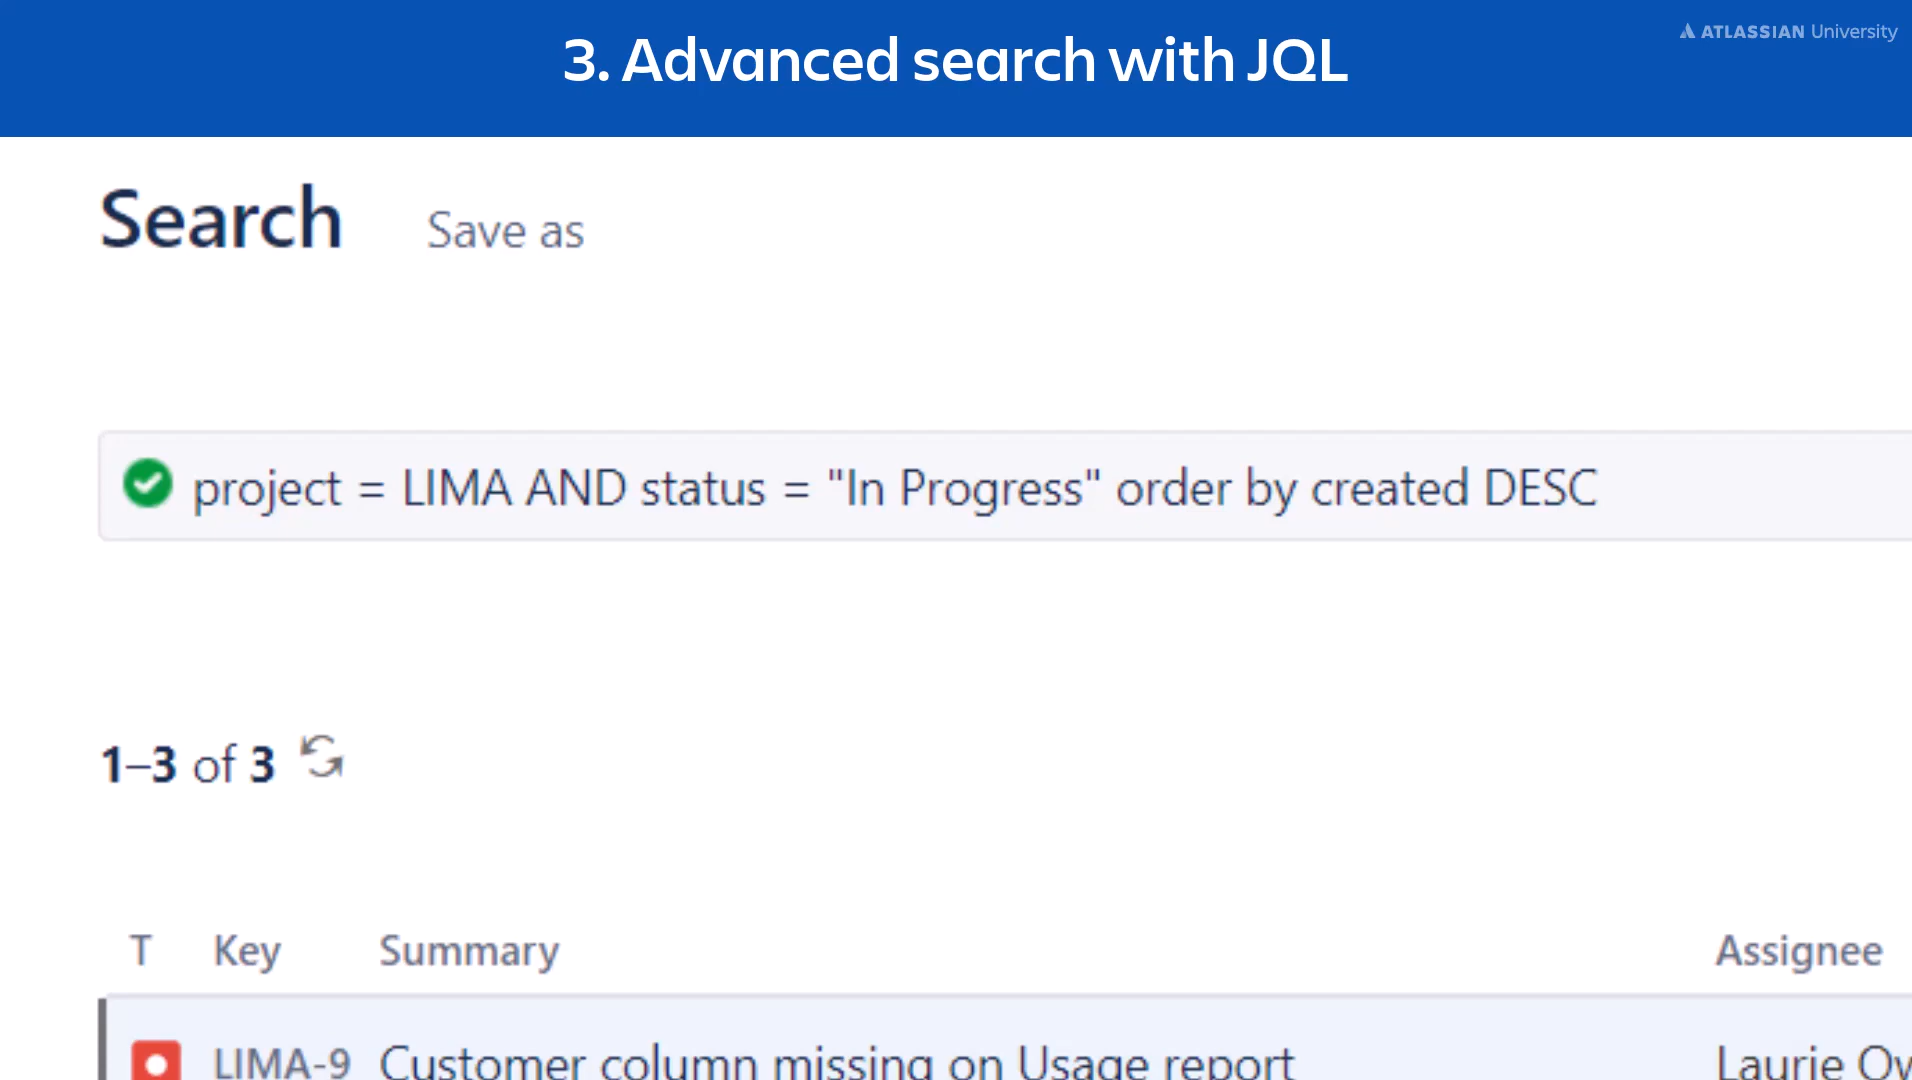 3. Advanced search with JQL
ATLASSIAN University
Search Save as
project = LIMA AND status = "In Progress" order by created DESC
1–3 of 3
T Key Summary Assignee
LIMA-9 Customer column missing on Usage report Laurie